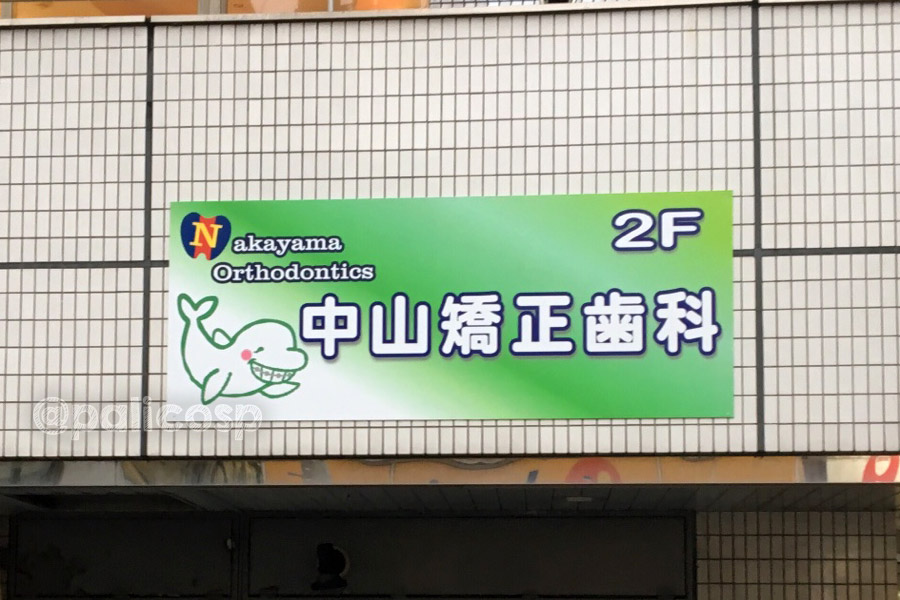 Nakayama
Orthodontics
2F
中山矯正歯科
@palicosp